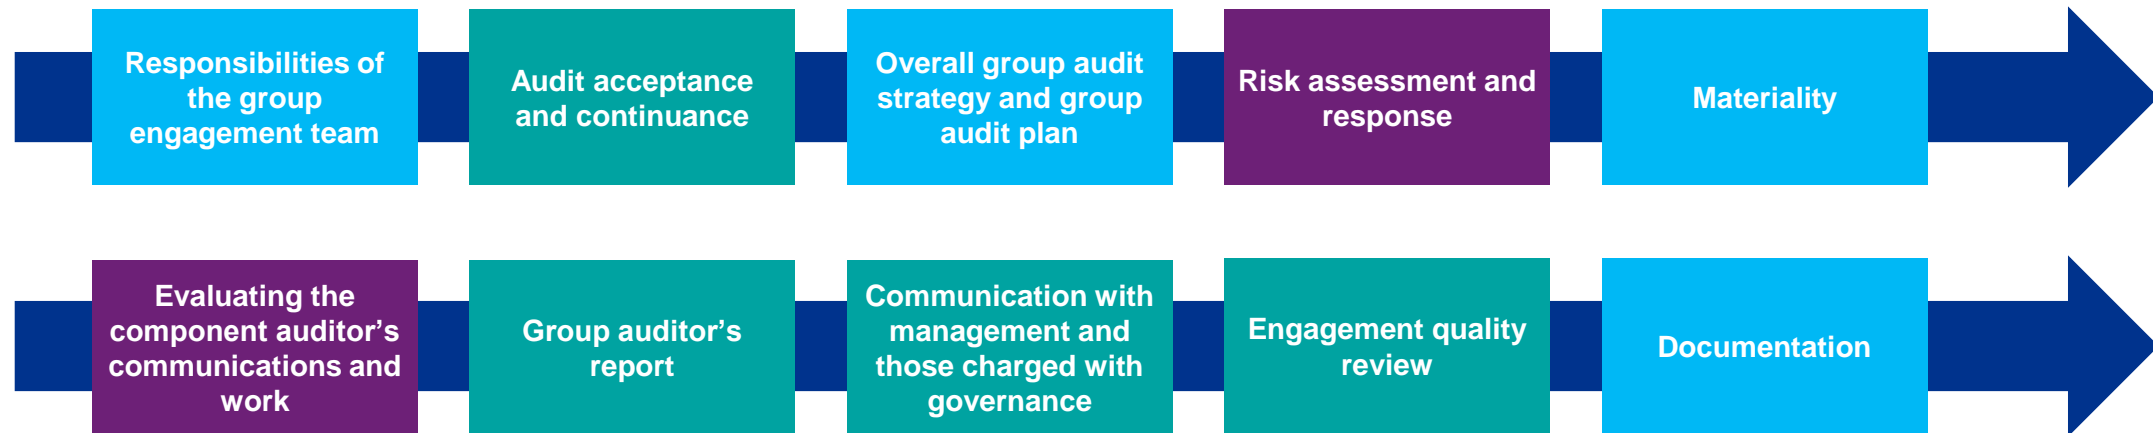 Responsibilities of
the group
engagement team
Audit acceptance
and continuance
Overall group audit
strategy and group
audit plan
Risk assessment and
response
Materiality
Evaluating the
component auditor’s
communications and
work
Group auditor’s
report
Communication with
management and
those charged with
governance
Engagement quality
review
Documentation